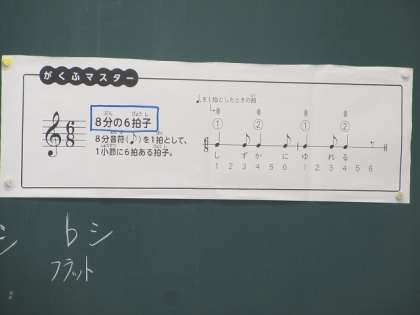 がくふマスター
♩.を1拍としたときの拍
8分の6拍子
6
8
8分音符(♪)を1拍として、
1小節に6拍ある拍子。
① ② ① ②
しずかに ゆれる
1 2 3 4 5 6 1 2 3 4 5 6
シ ♭シ
フラット